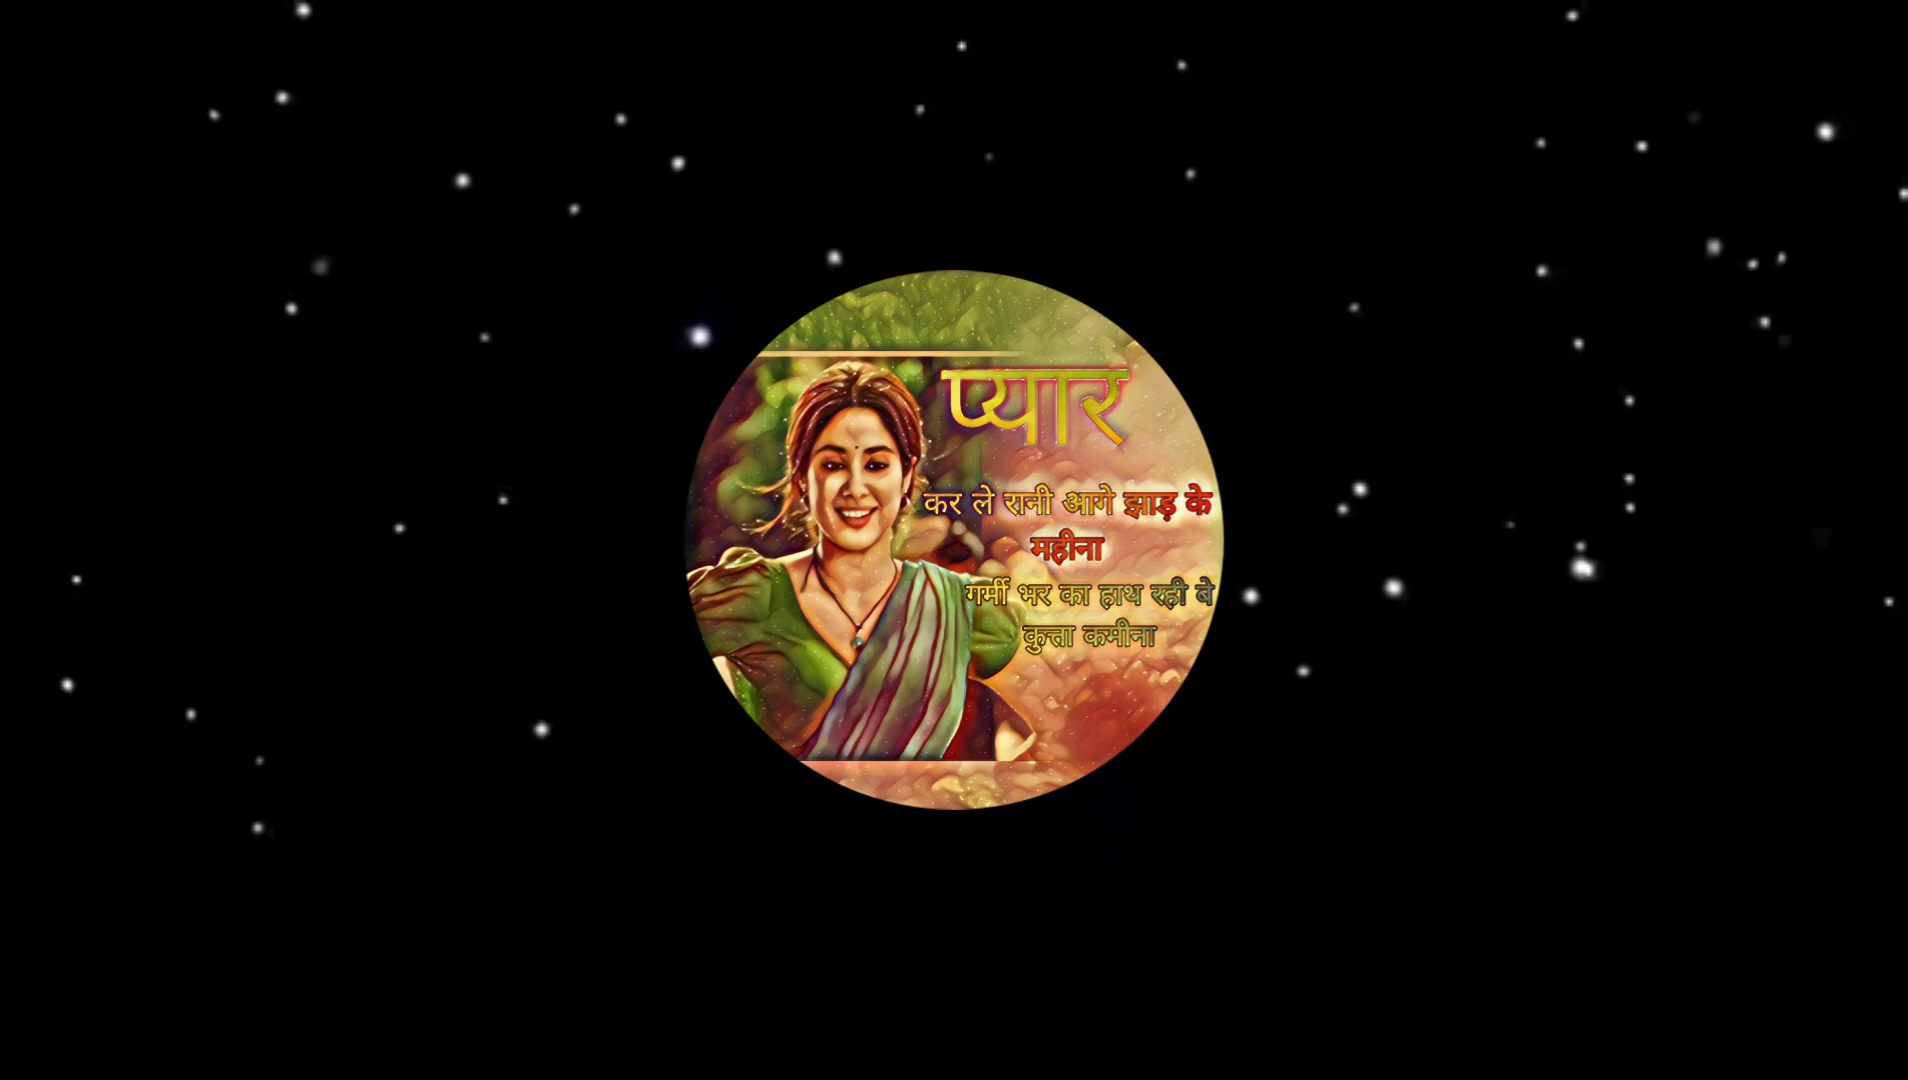 प्यार
कर ले रानी आगे झाड़ के
महीना
गर्मी भर का हाथ रही बे
कुत्ता कमीना